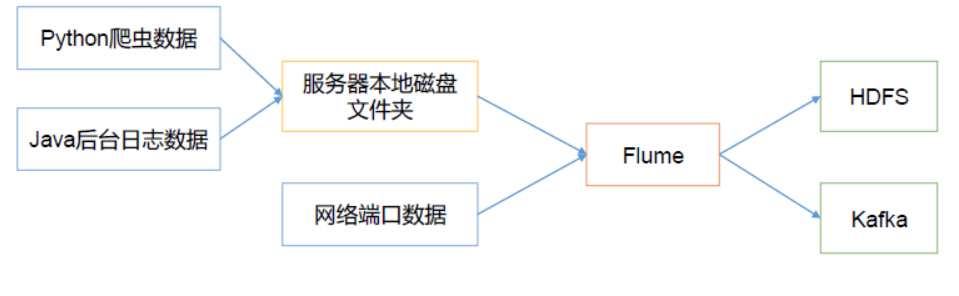 Python爬虫数据
Java后台日志数据
服务器本地磁盘
文件夹
网络端口数据
Flume
HDFS
Kafka